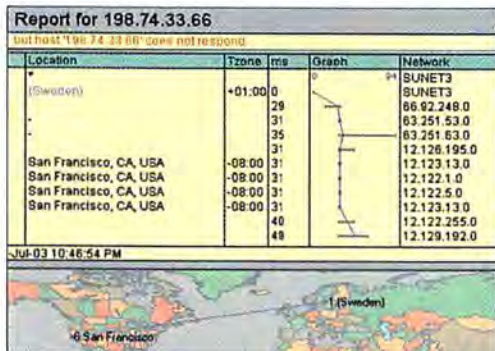 Report for 198.74.33.66
but host '198.74.33.66' does not respond
Location Tzone ms Graph Network
* 0 94 SUNET3
(Sweden) +01:00 0 SUNET3
29 66.92.248.0
- 31 63.251.53.0
- 35 63.251.63.0
31 12.126.195.0
San Francisco, CA, USA -08:00 31 12.123.13.0
San Francisco, CA, USA -08:00 31 12.122.1.0
San Francisco, CA, USA -08:00 31 12.122.5.0
San Francisco, CA, USA -08:00 31 12.123.13.0
40 12.122.255.0
49 12.129.192.0
-Jul-03 10:46:54 PM
-1 (Sweden)
-6 San Francisco